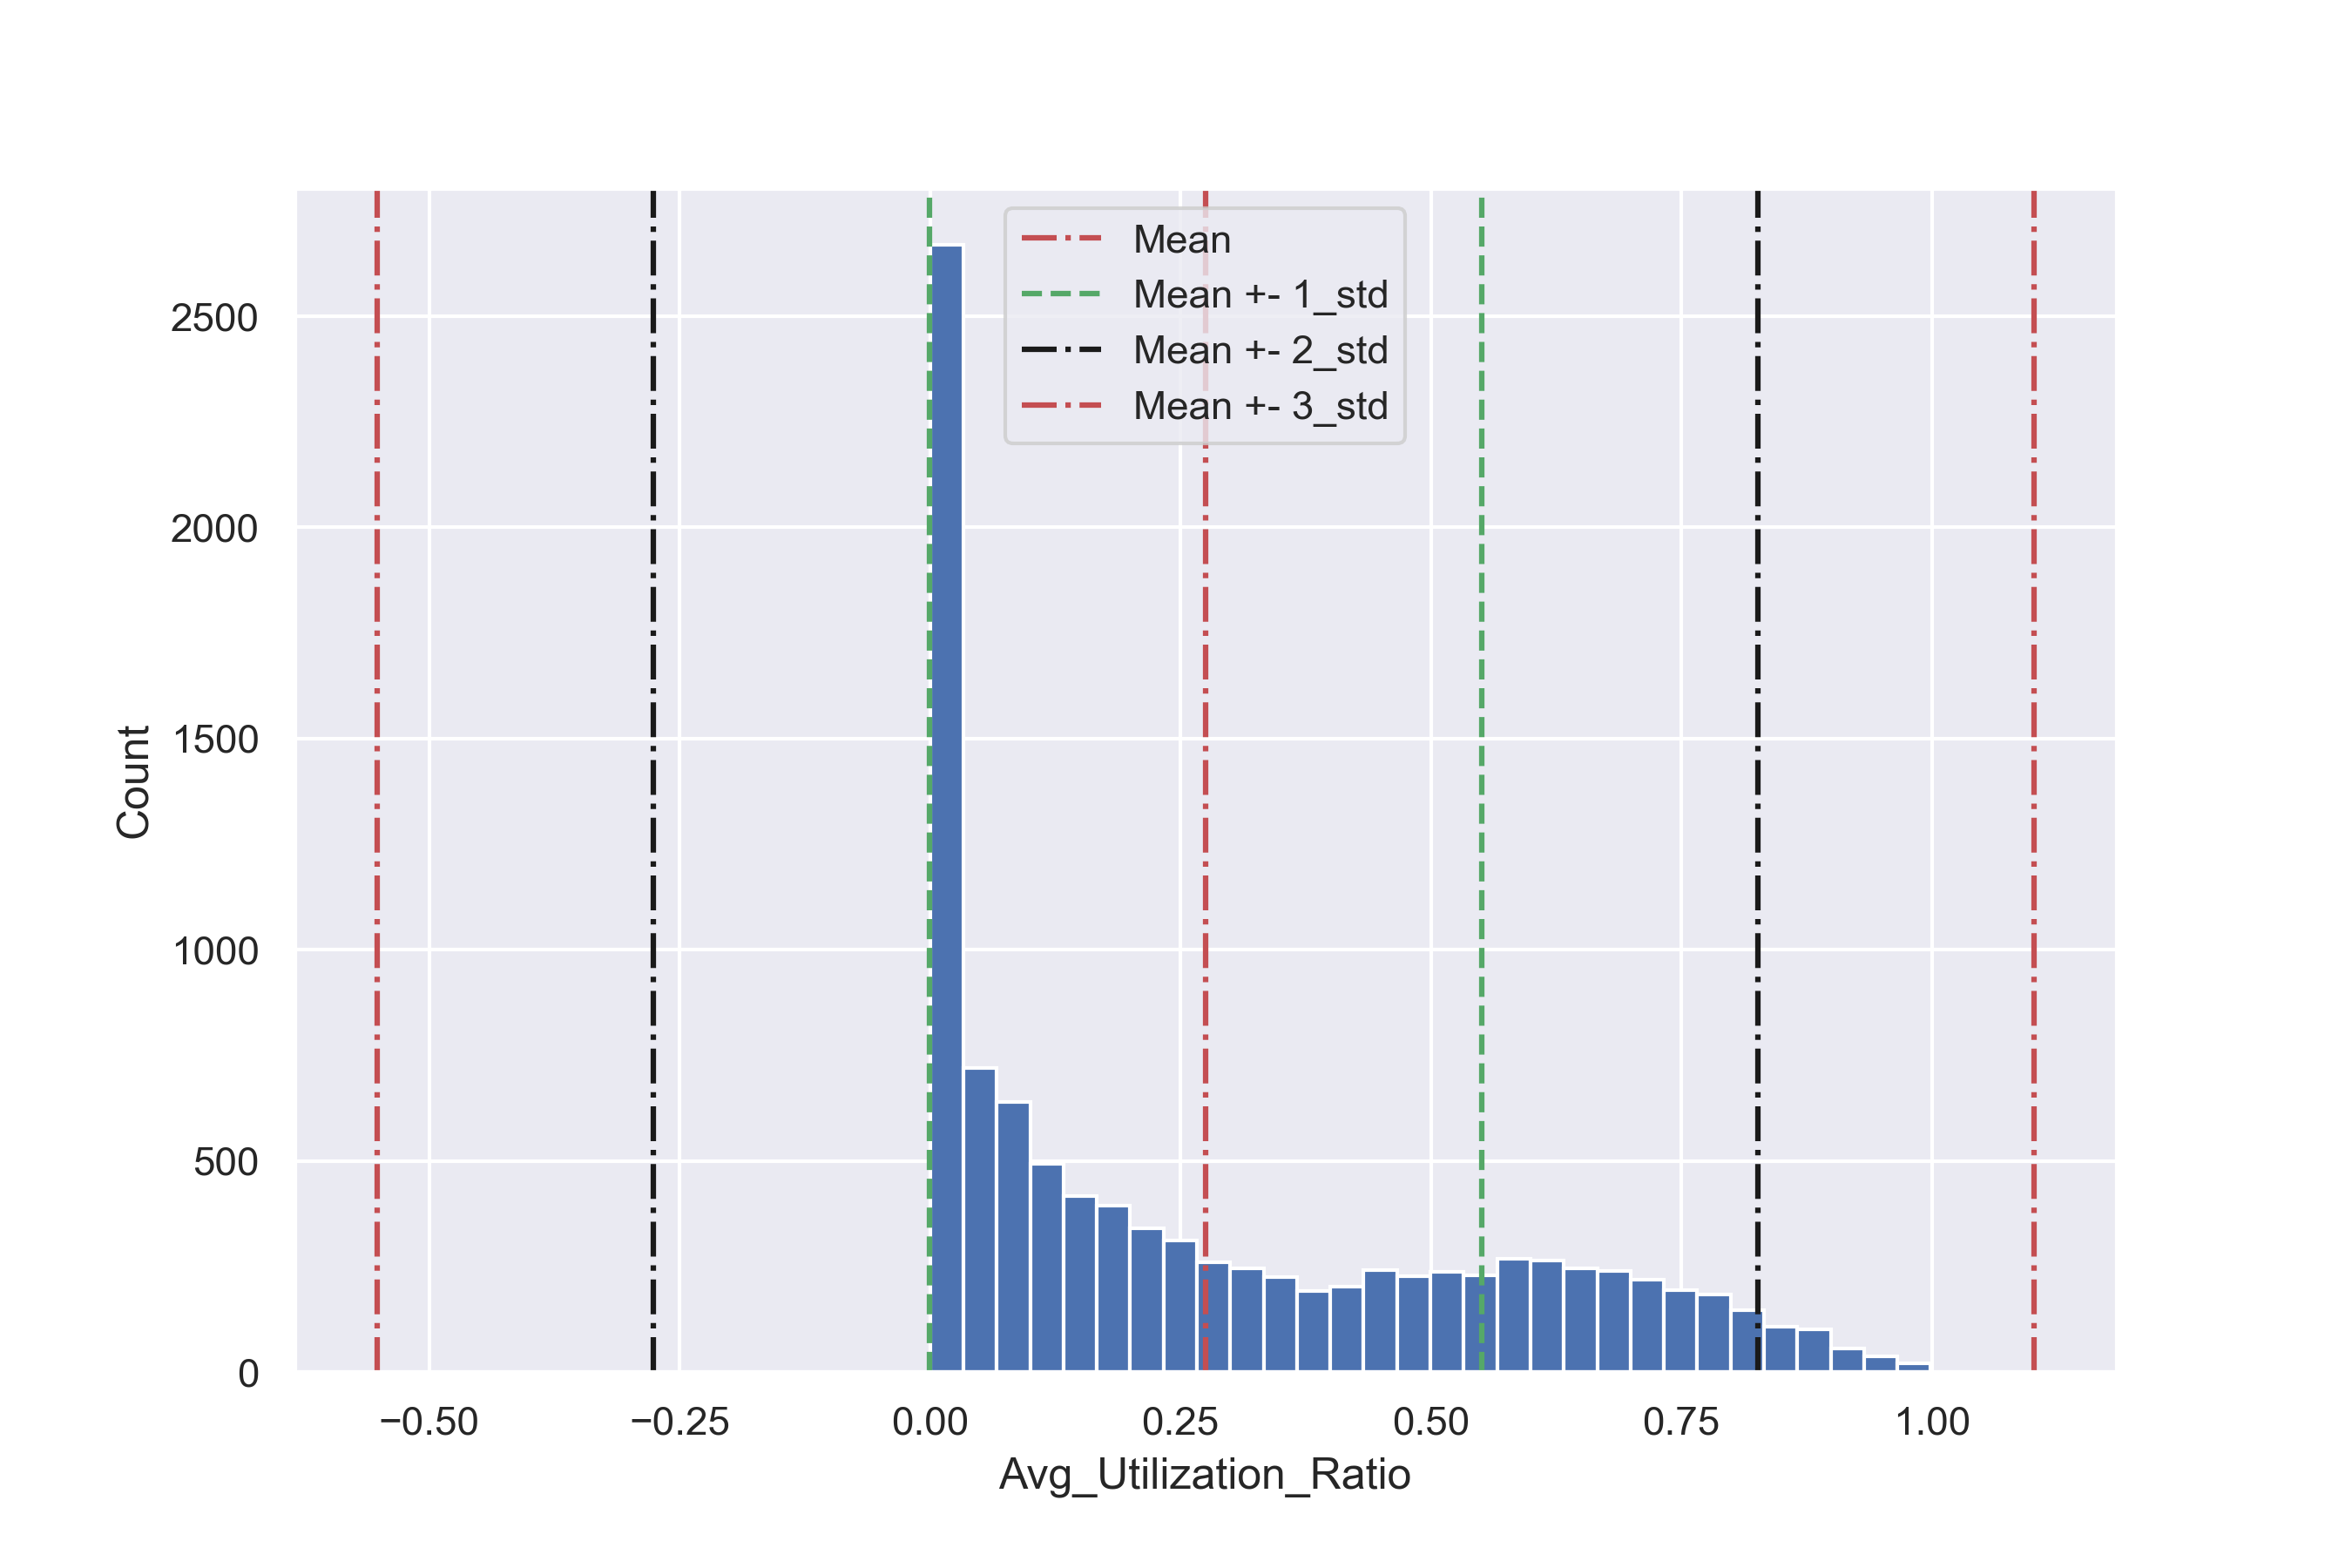 Mean
Mean +- 1_std
Mean +- 2_std
Mean +- 3_std
2500
2000
1500
1000
500
0
Count
−0.50 −0.25 0.00 0.25 0.50 0.75 1.00
Avg_Utilization_Ratio